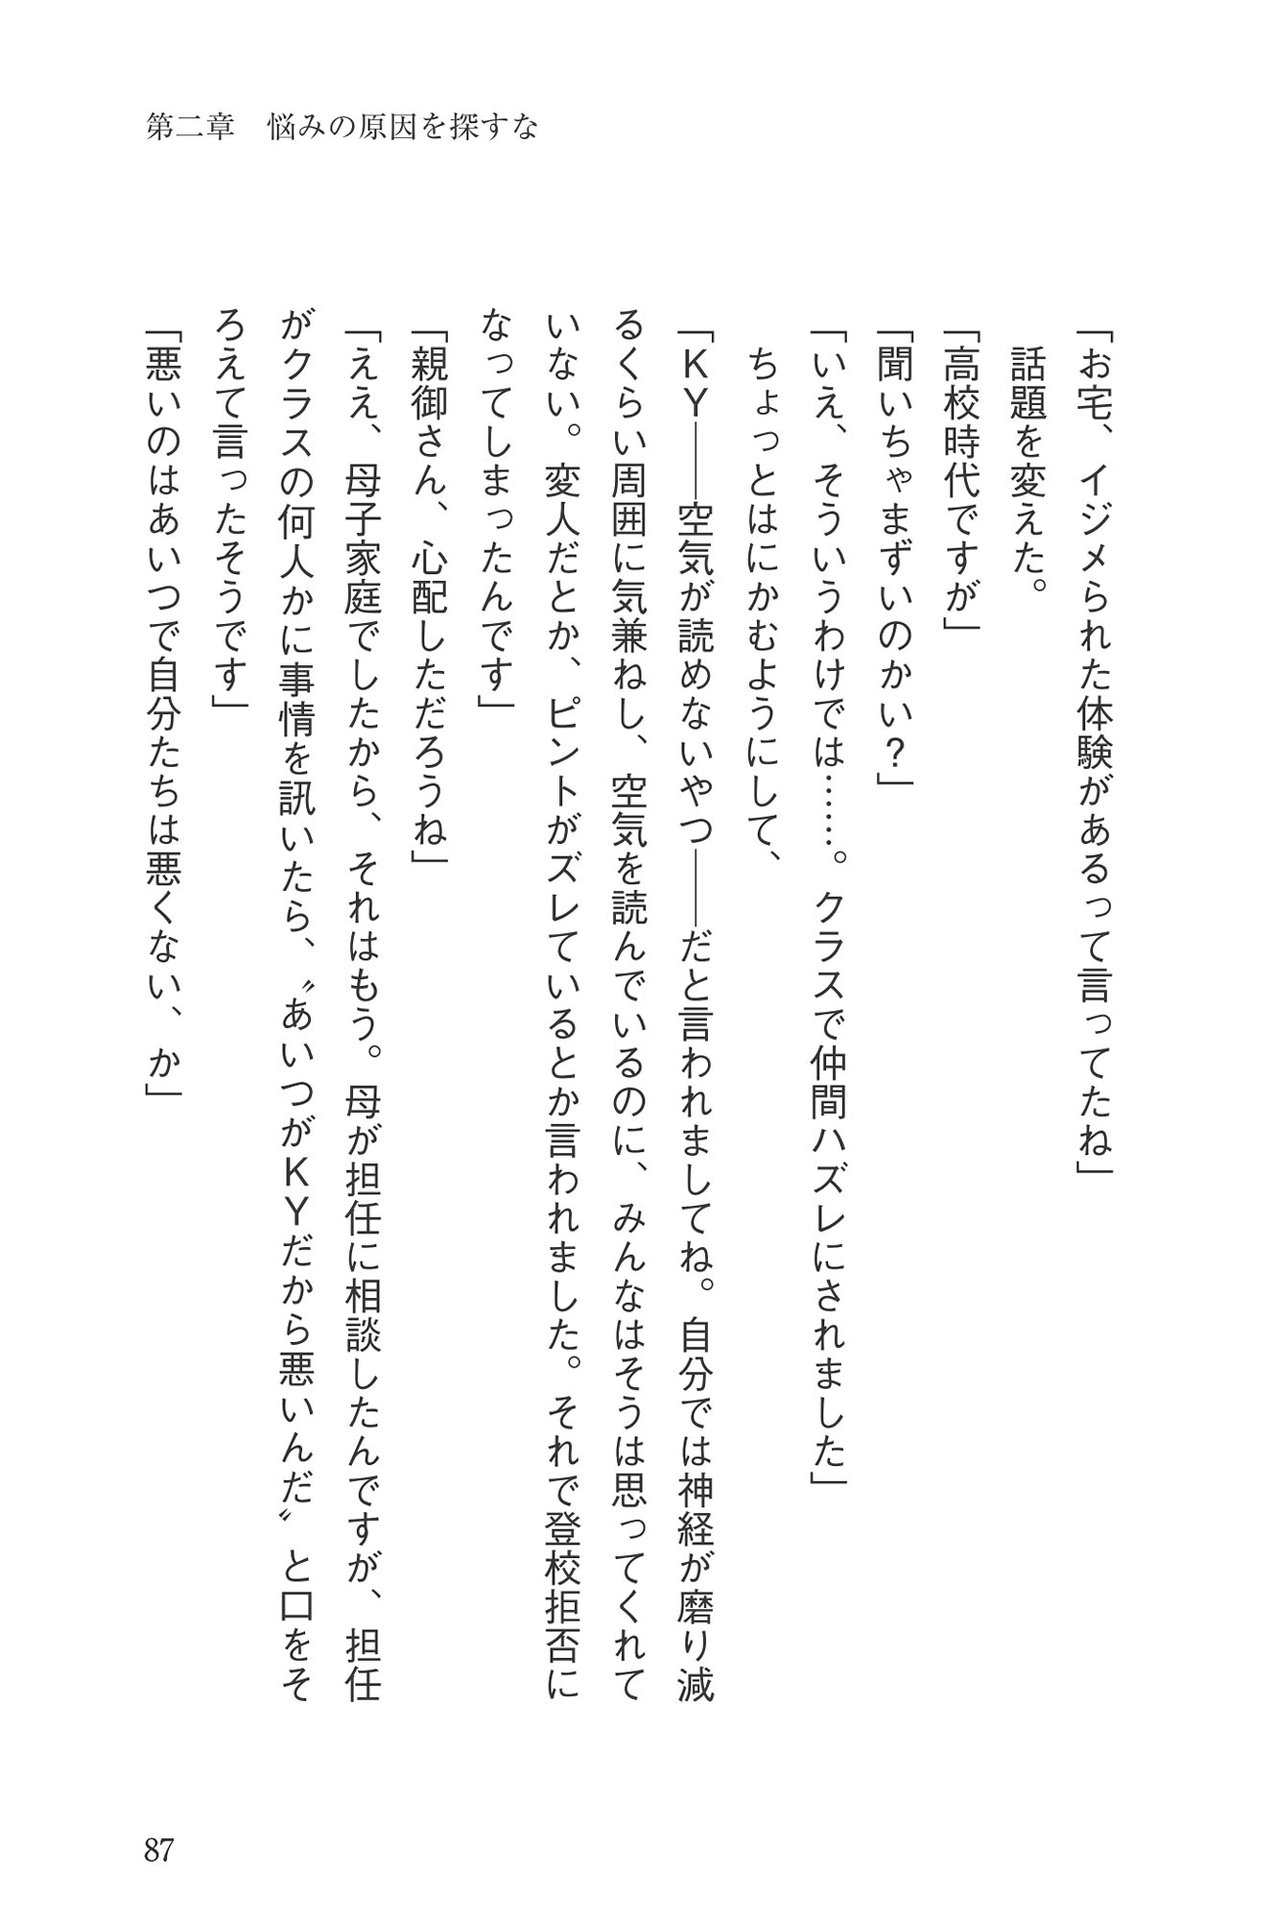 第二章　悩みの原因を探すな
「お宅、イジメられた体験があるって言ってたね」
　話題を変えた。
「高校時代ですが」
「聞いちゃまずいのかい？」
「いえ、そういうわけでは……。クラスで仲間ハズレにされました」
　ちょっとはにかむようにして、
「ＫＹ――空気が読めないやつ――だと言われましてね。自分では神経が磨り減
るくらい周囲に気兼ねし、空気を読んでいるのに、みんなはそうは思ってくれて
いない。変人だとか、ピントがズレているとか言われました。それで登校拒否に
なってしまったんです」
「親御さん、心配しただろうね」
「ええ、母子家庭でしたから、それはもう。母が担任に相談したんですが、担任
がクラスの何人かに事情を訊いたら、〝あいつがＫＹだから悪いんだ〟と口をそ
ろえて言ったそうです」
「悪いのはあいつで自分たちは悪くない、か」
87